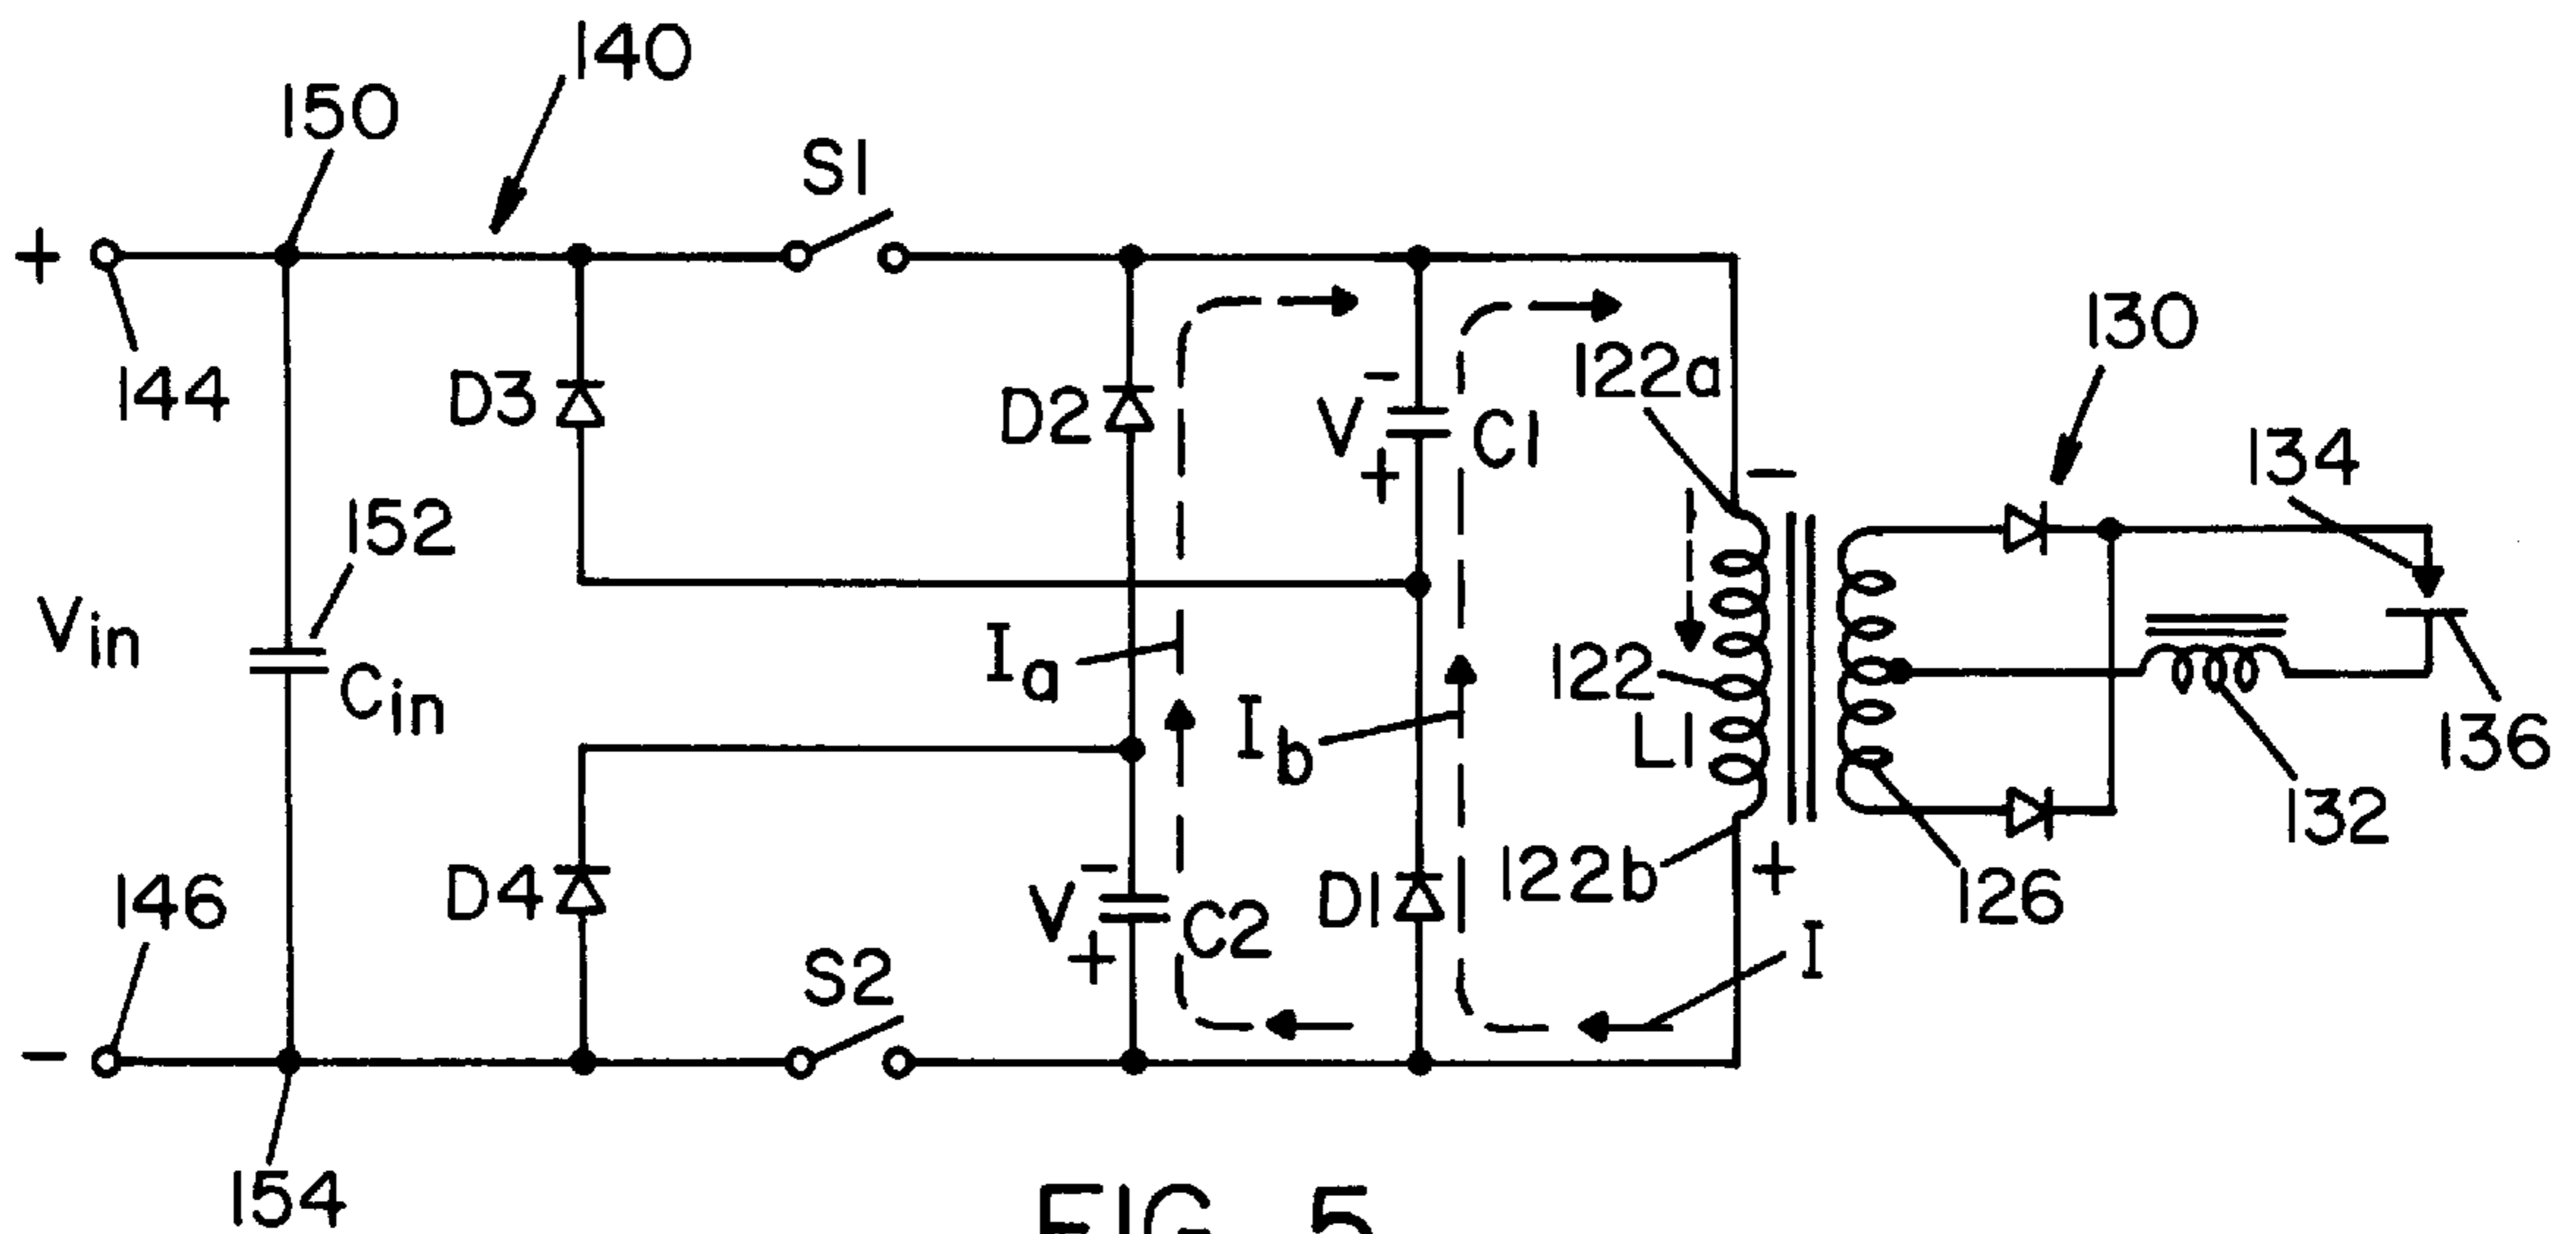 140
150
S1
+
130
144
D3
D2
V
-
+
C1
122a
-
134
152
Vin
Cin
Ia
Ib
122
L1
136
132
146
D4
V
-
+
C2
D1
122b
+
126
S2
I
-
154
FIG. 5